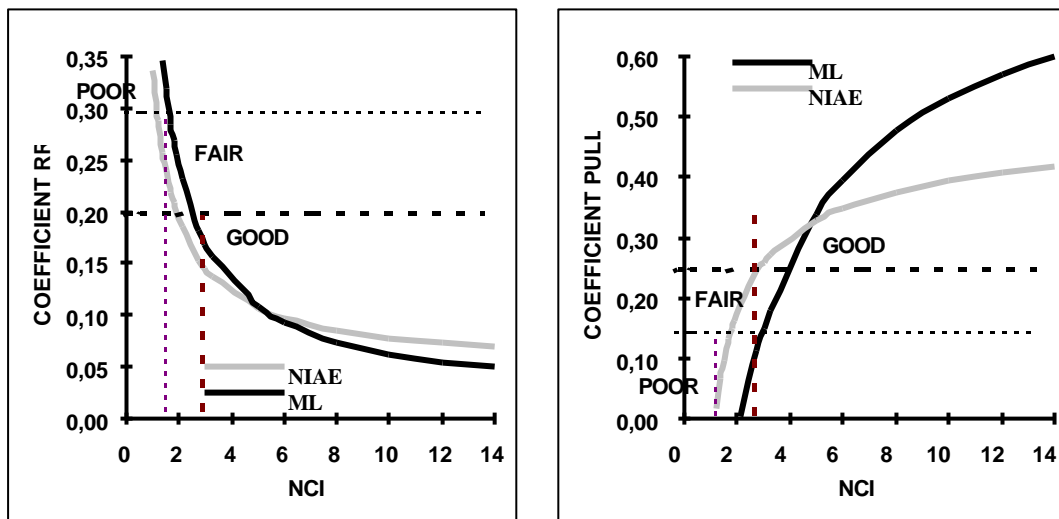 0,35
POOR
0,30
FAIR
0,25
0,20
GOOD
0,15
0,10
0,05
NIAE
ML
0,00
0 2 4 6 8 10 12 14
NCI
COEFFICIENT RR
0,60
ML
NIAE
0,50
0,40
0,30
GOOD
FAIR
0,20
0,10
POOR
0,00
0 2 4 6 8 10 12 14
NCI
COEFFICIENT PULL